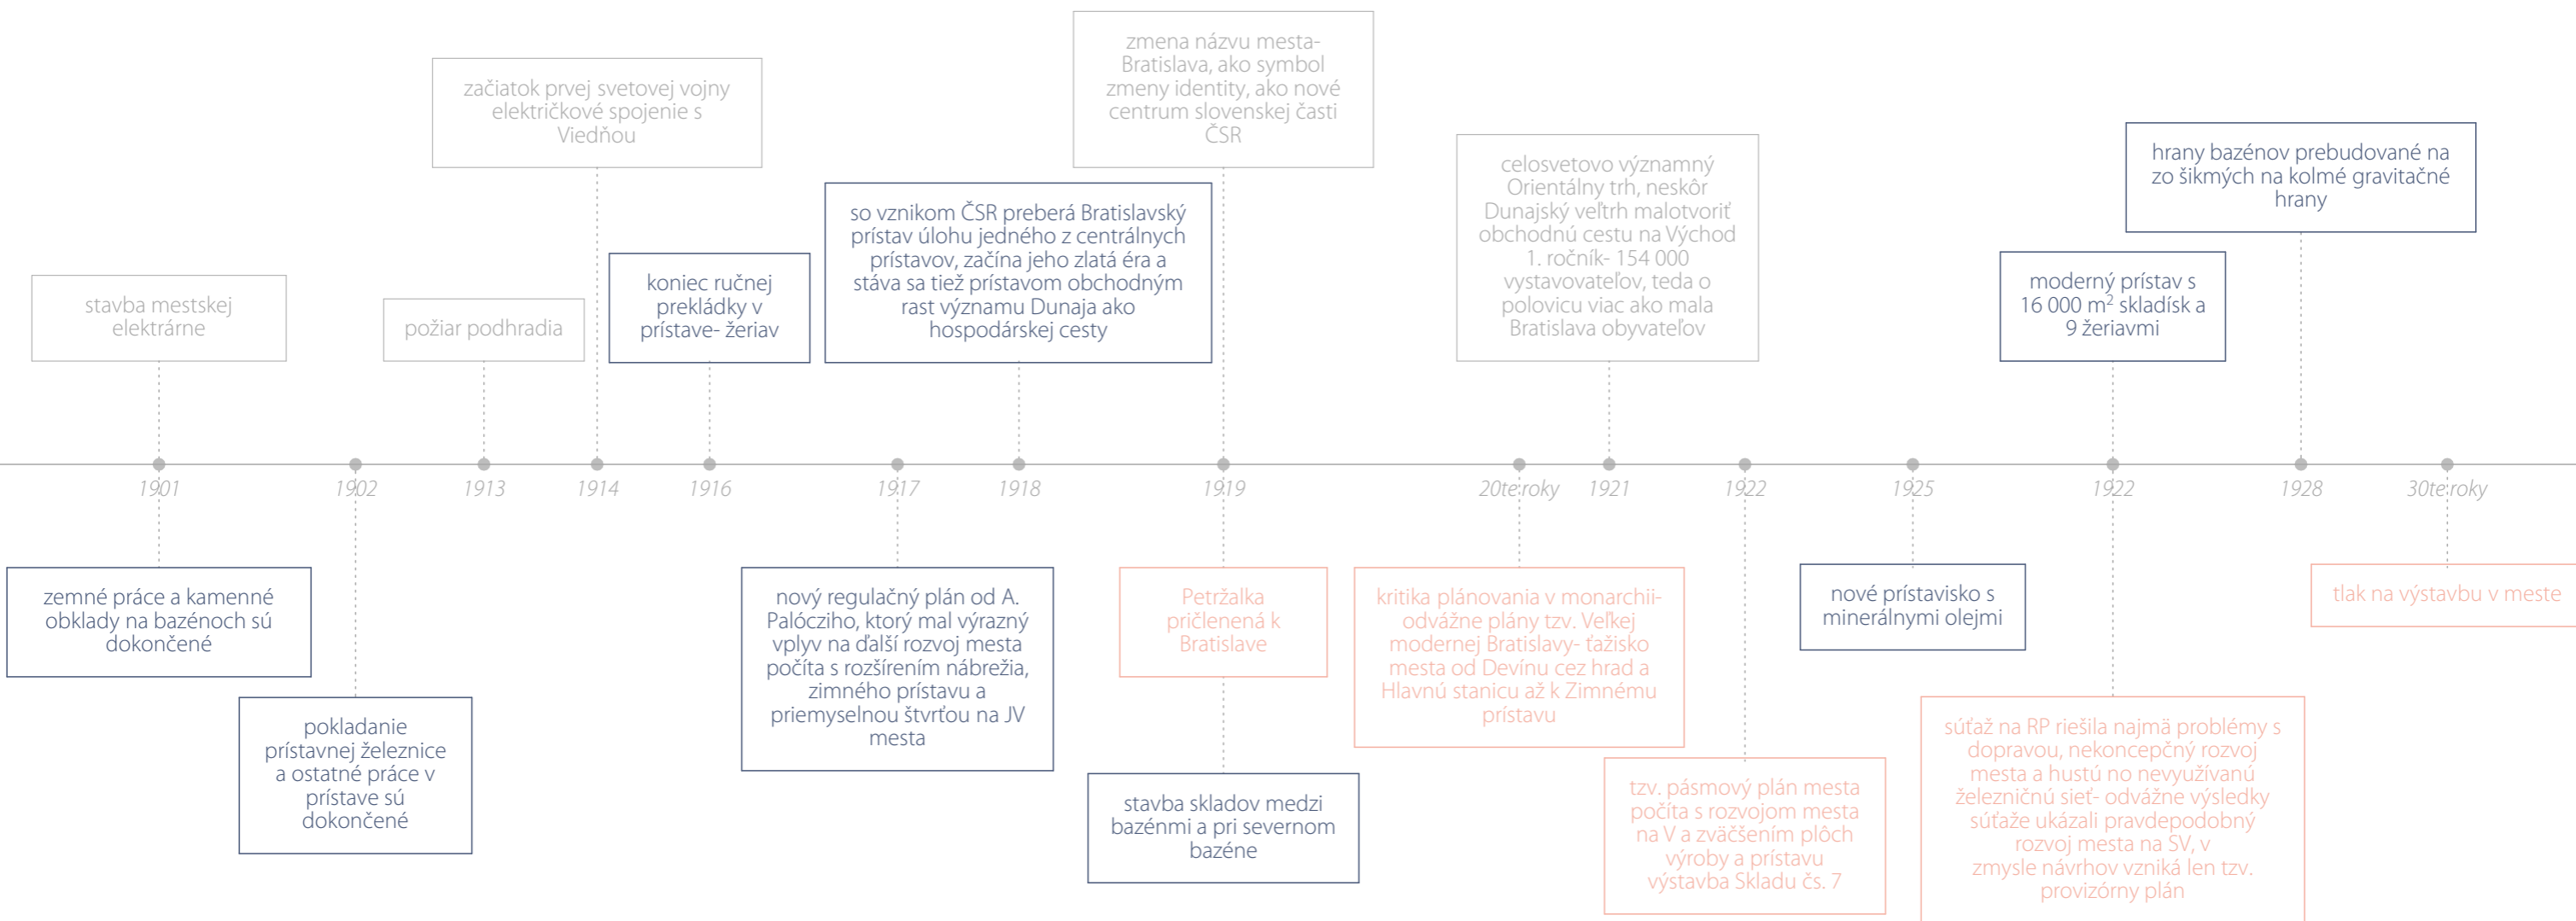 zmena názvu mesta-
Bratislava, ako symbol
zmeny identity, ako nové
centrum slovenskej časti
ČSR
začiatok prvej svetovej vojny
električkové spojenie s
Viedňou
hrany bazénov prebudované na
zo šikmých na kolmé gravitačné
hrany
celosvetovo významný
Orientálny trh, neskôr
Dunajský veľtrh malotvoriť
obchodnú cestu na Východ
1. ročník- 154 000
vystavovateľov, teda o
polovicu viac ako mala
Bratislava obyvateľov
so vznikom ČSR preberá Bratislavský
prístav úlohu jedného z centrálnych
prístavov, začína jeho zlatá éra a
stáva sa tiež prístavom obchodným
rast významu Dunaja ako
hospodárskej cesty
koniec ručnej
prekládky v
prístave- žeriav
moderný prístav s
16 000 m² skladísk a
9 žeriavmi
stavba mestskej
elektrárne
požiar podhradia
1901
1902
1913
1914
1916
1917
1918
1919
20te roky
1921
1922
1925
1922
1928
30te roky
zemné práce a kamenné
obklady na bazénoch sú
dokončené
pokladanie
prístavnej železnice
a ostatné práce v
prístave sú
dokončené
nový regulačný plán od A.
Palócziho, ktorý mal výrazný
vplyv na ďalší rozvoj mesta
počíta s rozšírením nábrežia,
zimného prístavu a
priemyselnou štvrťou na JV
mesta
Petržalka
pričlenená k
Bratislave
stavba skladov medzi
bazénmi a pri severnom
bazéne
kritika plánovania v monarchii-
odvážne plány tzv. Veľkej
modernej Bratislavy- ťažisko
mesta od Devínu cez hrad a
Hlavnú stanicu až k Zimnému
prístavu
tzv. pásmový plán mesta
počíta s rozvojom mesta
na V a zväčšením plôch
výroby a prístavu
výstavba Skladu čs. 7
nové prístavisko s
minerálnymi olejmi
súťaž na RP riešila najmä problémy s
dopravou, nekoncepčný rozvoj
mesta a hustú no nevyužívanú
železničnú sieť- odvážne výsledky
súťaže ukázali pravdepodobný
rozvoj mesta na SV, v
zmysle návrhov vzniká len tzv.
provizórny plán
tlak na výstavbu v meste